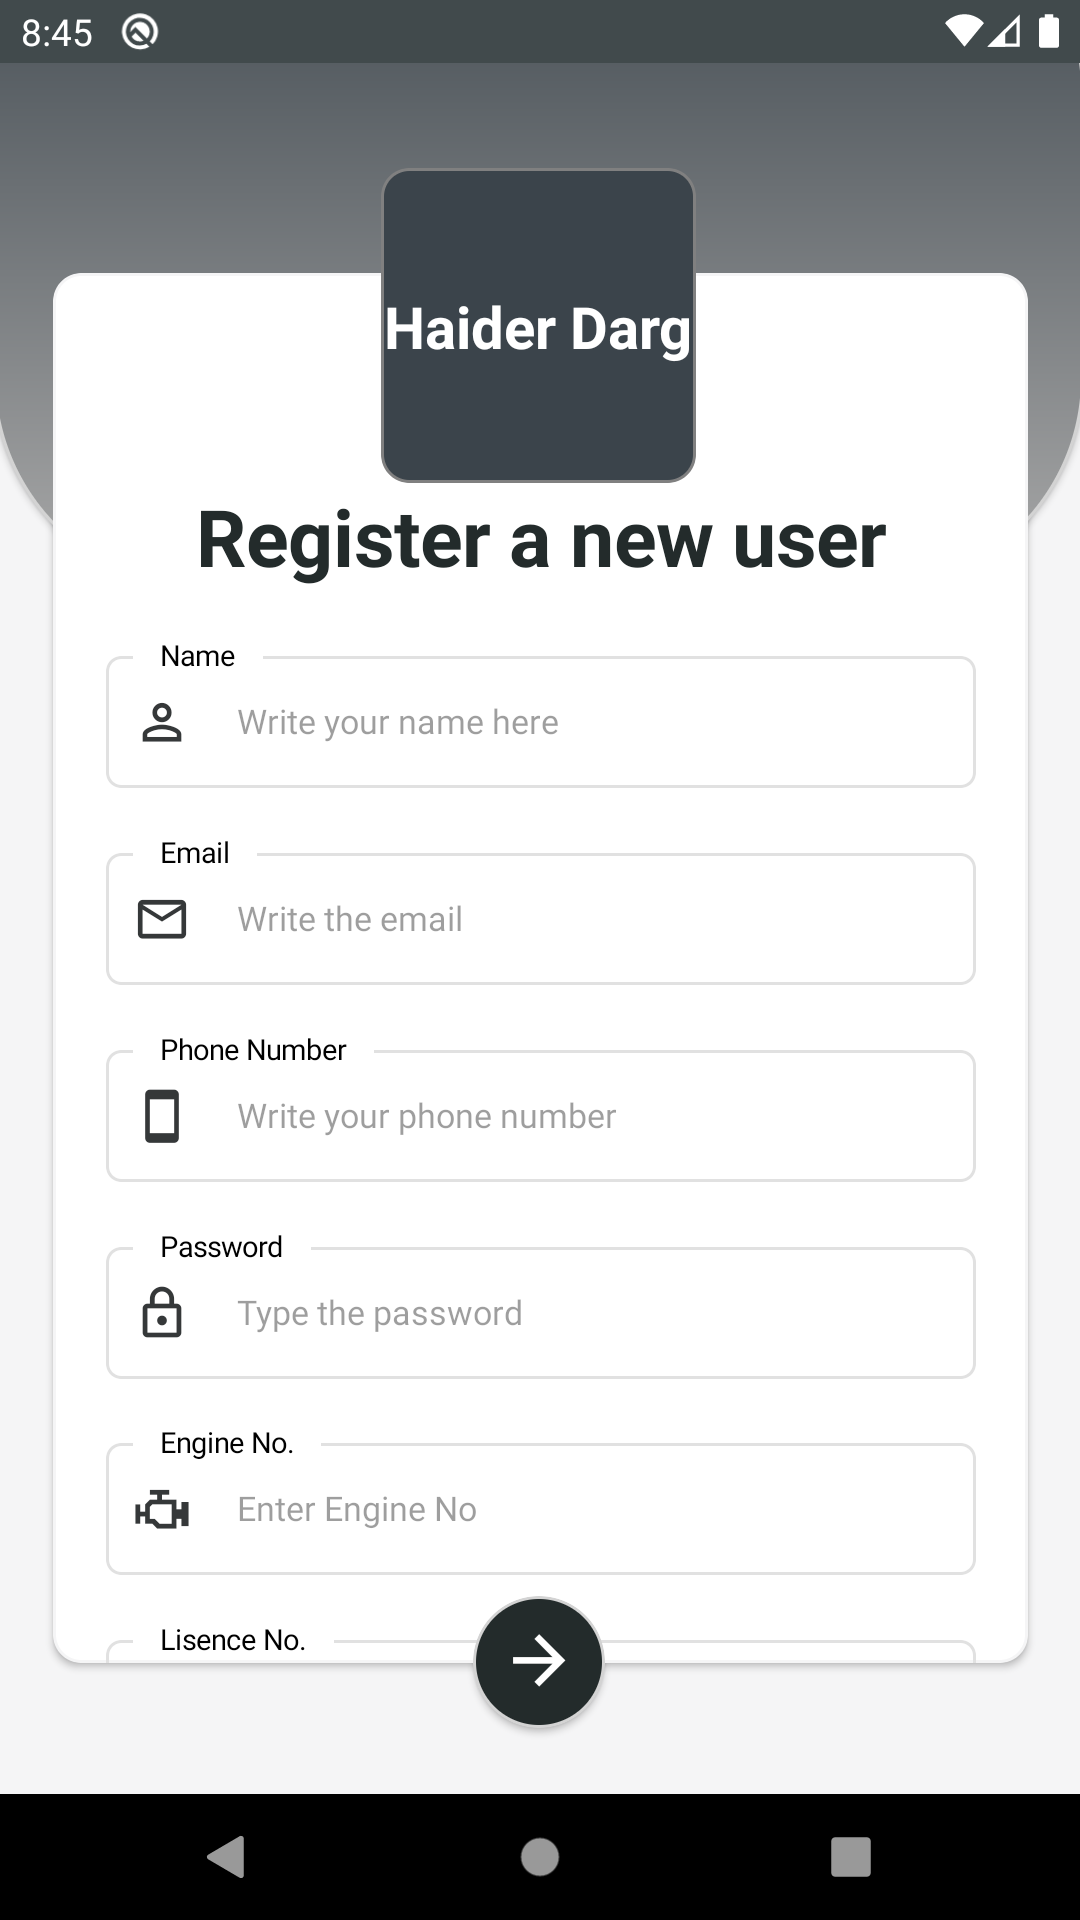 8:45
Haider Darg
Register a new user
Name
Write your name here
Email
Write the email
Phone Number
Write your phone number
Password
Type the password
Engine No.
Enter Engine No
Lisence No.